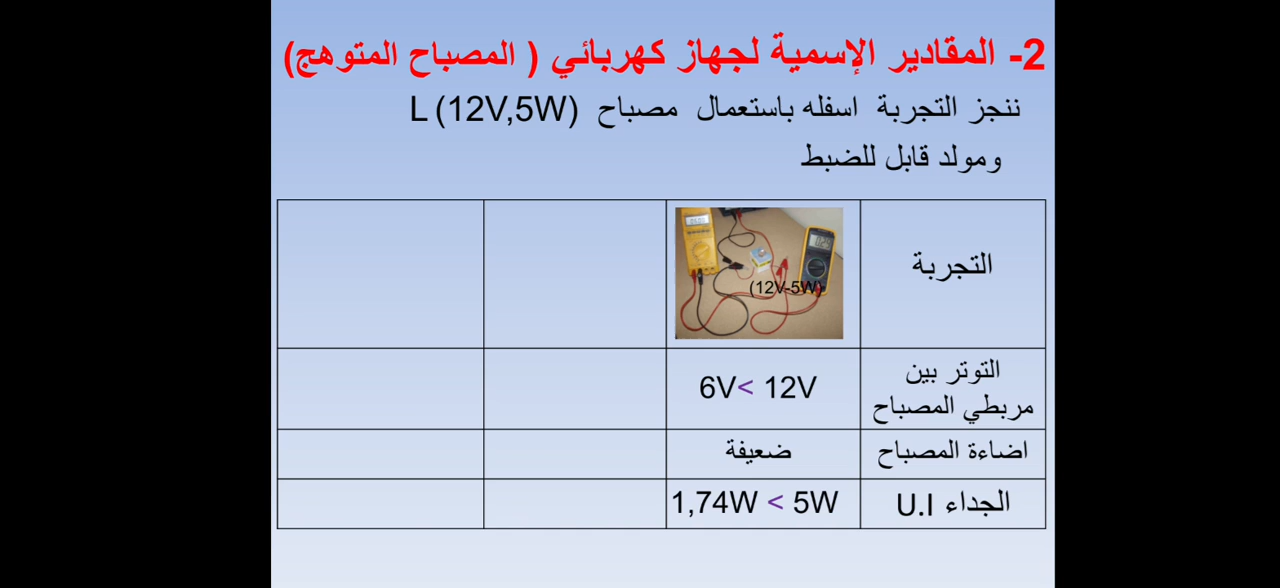 2- المقادير الإسمية لجهاز كهربائي ( المصباح المتوهج)
ننجز التجربة اسفله باستعمال مصباح L (12V,5W)
ومولد قابل للضبط
التجربة
(12V-5W)
التوتر بين
مربطي المصباح
6V< 12V
اضاءة المصباح
ضعيفة
الجداء U.I
1,74W < 5W